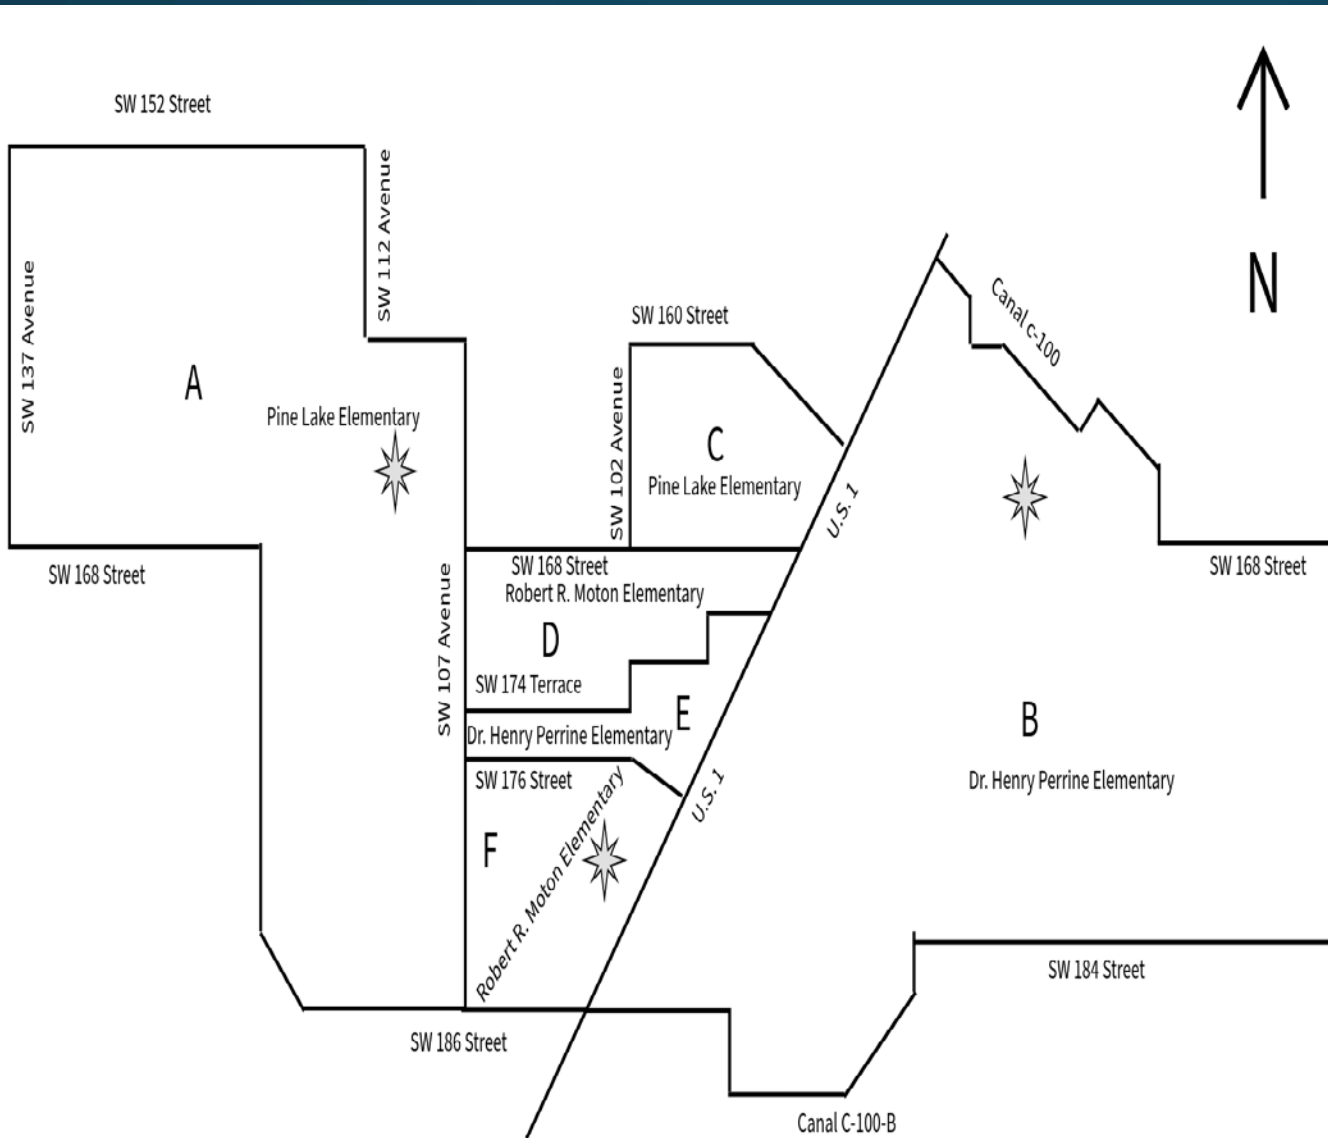 SW 152 Street
SW 112 Avenue
SW 137 Avenue
A
Pine Lake Elementary
SW 168 Street
SW 160 Street
SW 102 Avenue
C
Pine Lake Elementary
U.S. 1
Canal c-100
N
SW 168 Street
SW 168 Street
Robert R. Moton Elementary
D
SW 107 Avenue
SW 174 Terrace
E
Dr. Henry Perrine Elementary
SW 176 Street
U.S. 1
F
Robert R. Moton Elementary
B
Dr. Henry Perrine Elementary
SW 184 Street
SW 186 Street
Canal C-100-B